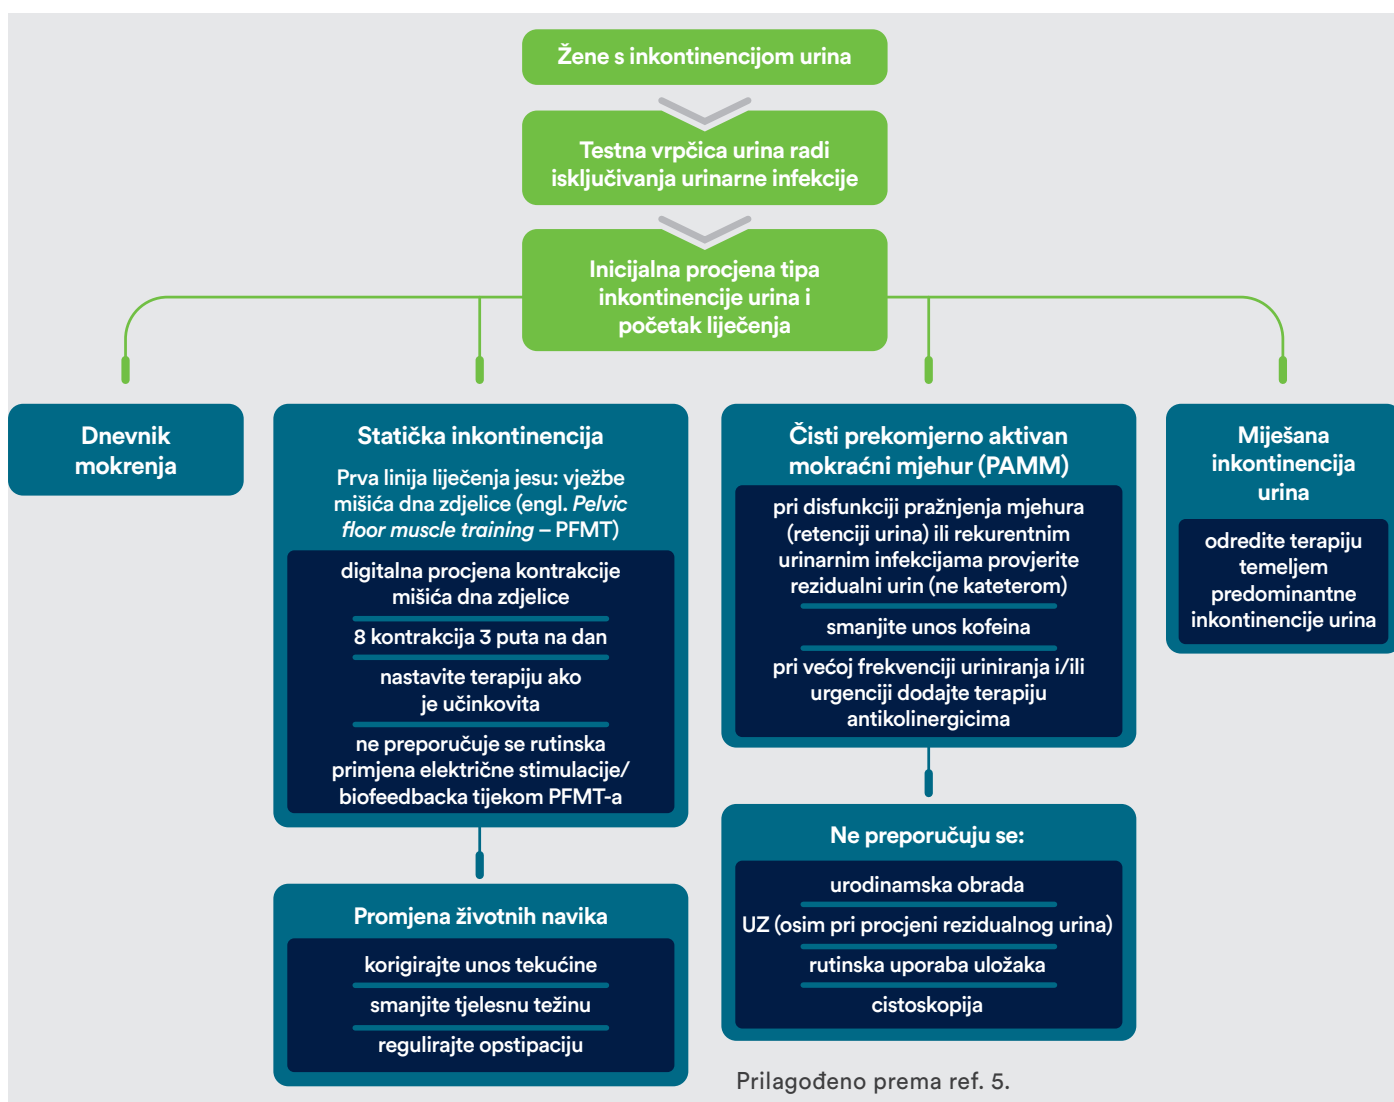 Žene s inkontinencijom urina
Testna vrpčica urina radi
isključivanja urinarne infekcije
Inicijalna procjena tipa
inkontinencije urina i
početak liječenja
Dnevnik
mokrenja
Statička inkontinencija
Prva linija liječenja jesu: vježbe
mišića dna zdjelice (engl. Pelvic
floor muscle training – PFMT)
digitalna procjena kontrakcije
mišića dna zdjelice
8 kontrakcija 3 puta na dan
nastavite terapiju ako
je učinkovita
ne preporučuje se rutinska
primjena električne stimulacije/
biofeedbacka tijekom PFMT-a
Promjena životnih navika
korigirajte unos tekućine
smanjite tjelesnu težinu
regulirajte opstipaciju
Čisti prekomjerno aktivan
mokraćni mjehur (PAMM)
pri disfunkciji pražnjenja mjehura
(retenciji urina) ili rekurentnim
urinarnim infekcijama provjerite
rezidualni urin (ne kateterom)
smanjite unos kofeina
pri većoj frekvenciji uriniranja i/ili
urgenciji dodajte terapiju
antikolinergicima
Ne preporučuju se:
urodinamska obrada
UZ (osim pri procjeni rezidualnog urina)
rutinska uporaba uložaka
cistoskopija
Miješana
inkontinencija
urina
odredite terapiju
temeljem
predominantne
inkontinencije urina
Prilagođeno prema ref. 5.